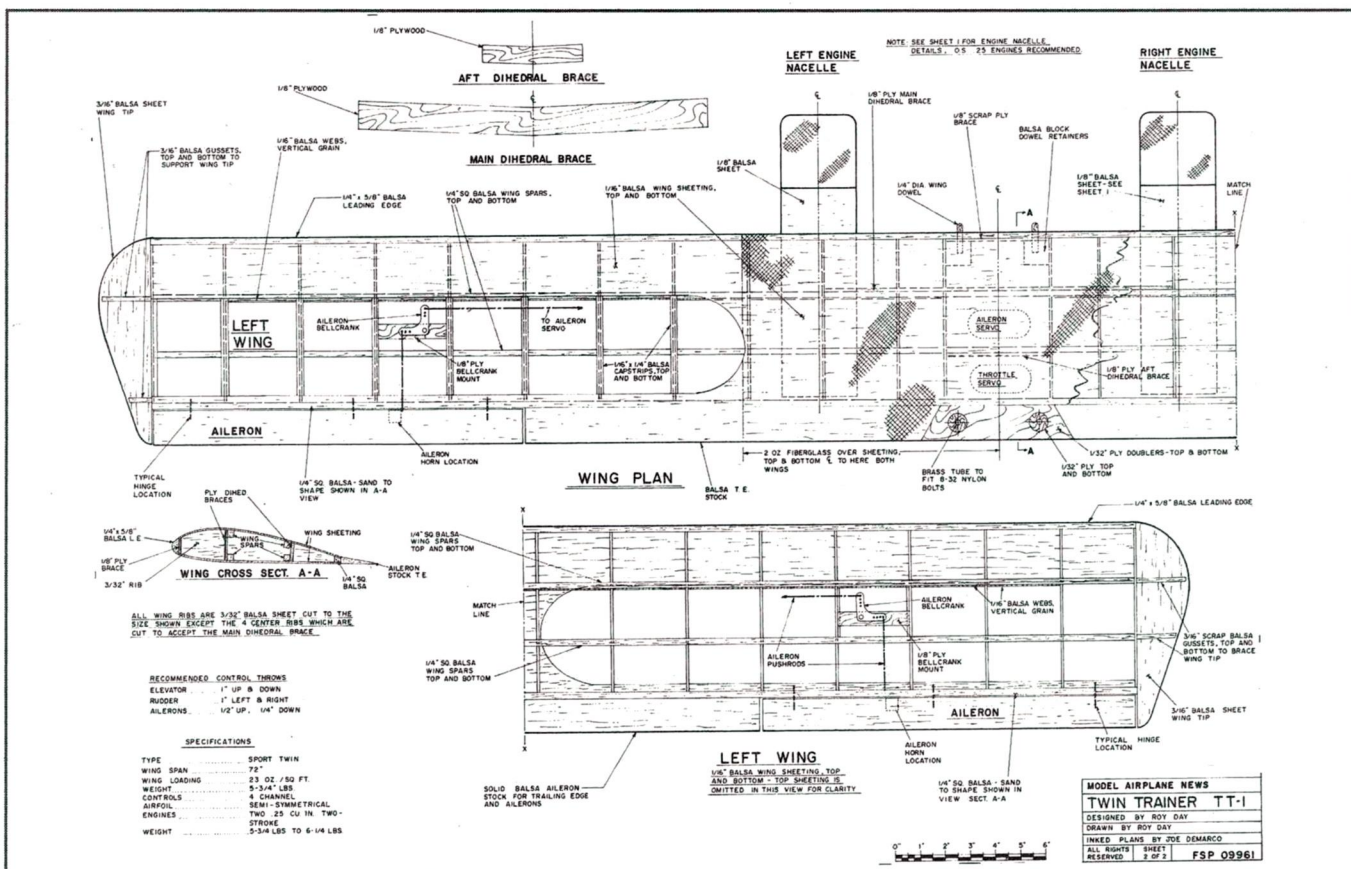 1/8" PLYWOOD
AFT DIHEDRAL BRACE
1/8" PLYWOOD
℄
MAIN DIHEDRAL BRACE
NOTE: SEE SHEET 1 FOR ENGINE NACELLE
DETAILS, O.S. 25 ENGINES RECOMMENDED.
LEFT ENGINE
NACELLE
RIGHT ENGINE
NACELLE
℄
℄
3/16" BALSA SHEET
WING TIP
3/16" BALSA GUSSETS,
TOP AND BOTTOM TO
SUPPORT WING TIP
1/16" BALSA WEBS,
VERTICAL GRAIN
1/4" x 5/8" BALSA
LEADING EDGE
1/4" SQ. BALSA WING SPARS,
TOP AND BOTTOM
1/16" BALSA WING SHEETING,
TOP AND BOTTOM
1/8" BALSA
SHEET
1/8" PLY MAIN
DIHEDRAL BRACE
1/8" SCRAP PLY
BRACE
1/4" DIA. WING
DOWEL
BALSA BLOCK
DOWEL RETAINERS
℄
A
1/8" BALSA
SHEET-SEE
SHEET 1
MATCH
LINE
X
LEFT
WING
AILERON
BELLCRANK
TO AILERON
SERVO
1/8" PLY
BELLCRANK
MOUNT
1/16" x 1/4" BALSA
CAPSTRIPS, TOP
AND BOTTOM
AILERON
SERVO
THROTTLE
SERVO
1/8" PLY AFT
DIHEDRAL BRACE
AILERON
TYPICAL
HINGE
LOCATION
1/4" SQ. BALSA-SAND TO
SHAPE SHOWN IN A-A
VIEW
AILERON
HORN LOCATION
WING PLAN
BALSA T.E.
STOCK
2 OZ FIBERGLASS OVER SHEETING,
TOP & BOTTOM ℄ TO HERE BOTH
WINGS
BRASS TUBE TO
FIT 8-32 NYLON
BOLTS
A
1/32" PLY DOUBLERS-TOP & BOTTOM
1/32" PLY TOP
AND BOTTOM
X
PLY DIHED.
BRACES
1/4" x 5/8"
BALSA L.E.
WING
SPARS
WING SHEETING
1/8" PLY
BRACE
3/32" RIB
WING CROSS SECT. A-A
1/4" SQ.
BALSA
AILERON
STOCK T.E.
ALL WING RIBS ARE 3/32" BALSA SHEET CUT TO THE
SIZE SHOWN EXCEPT THE 4 CENTER RIBS WHICH ARE
CUT TO ACCEPT THE MAIN DIHEDRAL BRACE
RECOMMENDED CONTROL THROWS
ELEVATOR 1" UP & DOWN
RUDDER 1" LEFT & RIGHT
AILERONS 1/2" UP, 1/4" DOWN
SPECIFICATIONS
TYPE SPORT TWIN
WING SPAN 72"
WING LOADING 23 OZ./SQ FT.
WEIGHT 5-3/4" LBS
CONTROLS 4 CHANNEL
AIRFOIL SEMI-SYMMETRICAL
ENGINES TWO .25 CU IN. TWO-
STROKE
WEIGHT 5-3/4 LBS TO 6-1/4 LBS
X
1/4" SQ. BALSA
WING SPARS
TOP AND BOTTOM
MATCH
LINE
1/4" SQ. BALSA
WING SPARS
TOP AND BOTTOM
AILERON
BELLCRANK
AILERON
PUSHRODS
1/8" PLY
BELLCRANK
MOUNT
1/16" BALSA WEBS,
VERTICAL GRAIN
1/4" x 5/8" BALSA LEADING EDGE
3/16" SCRAP BALSA
GUSSETS, TOP AND
BOTTOM TO BRACE
WING TIP
3/16" BALSA SHEET
WING TIP
AILERON
X
AILERON
HORN
LOCATION
TYPICAL HINGE
LOCATION
SOLID BALSA AILERON
STOCK FOR TRAILING EDGE
AND AILERONS
LEFT WING
1/16" BALSA WING SHEETING, TOP
AND BOTTOM - TOP SHEETING IS
OMITTED IN THIS VIEW FOR CLARITY
1/4" SQ. BALSA-SAND
TO SHAPE SHOWN IN
VIEW SECT. A-A
0" 1" 2" 3" 4" 5" 6"
MODEL AIRPLANE NEWS
TWIN TRAINER TT-1
DESIGNED BY ROY DAY
DRAWN BY ROY DAY
INKED PLANS BY JOE DEMARCO
ALL RIGHTS
RESERVED
SHEET
2 OF 2
FSP 09961